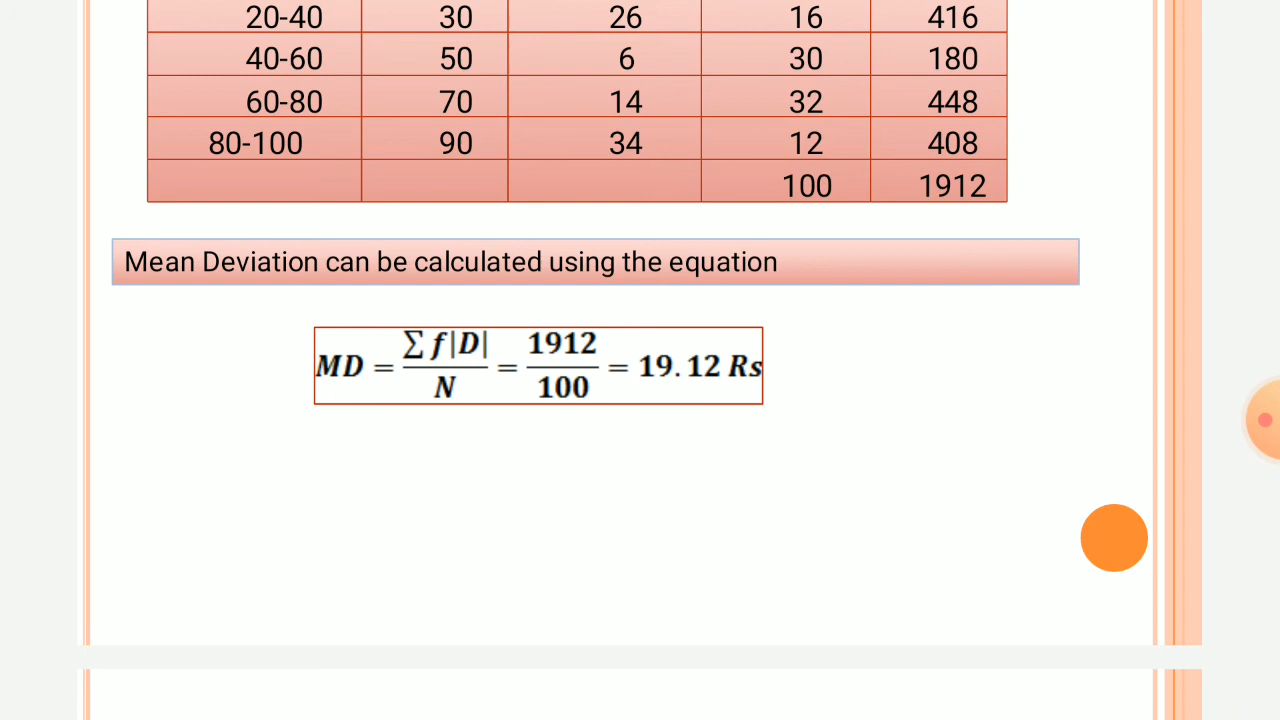 20-40 30 26 16 416
40-60 50 6 30 180
60-80 70 14 32 448
80-100 90 34 12 408
100 1912
Mean Deviation can be calculated using the equation
MD = ∑ f|D| / N = 1912 / 100 = 19.12 Rs